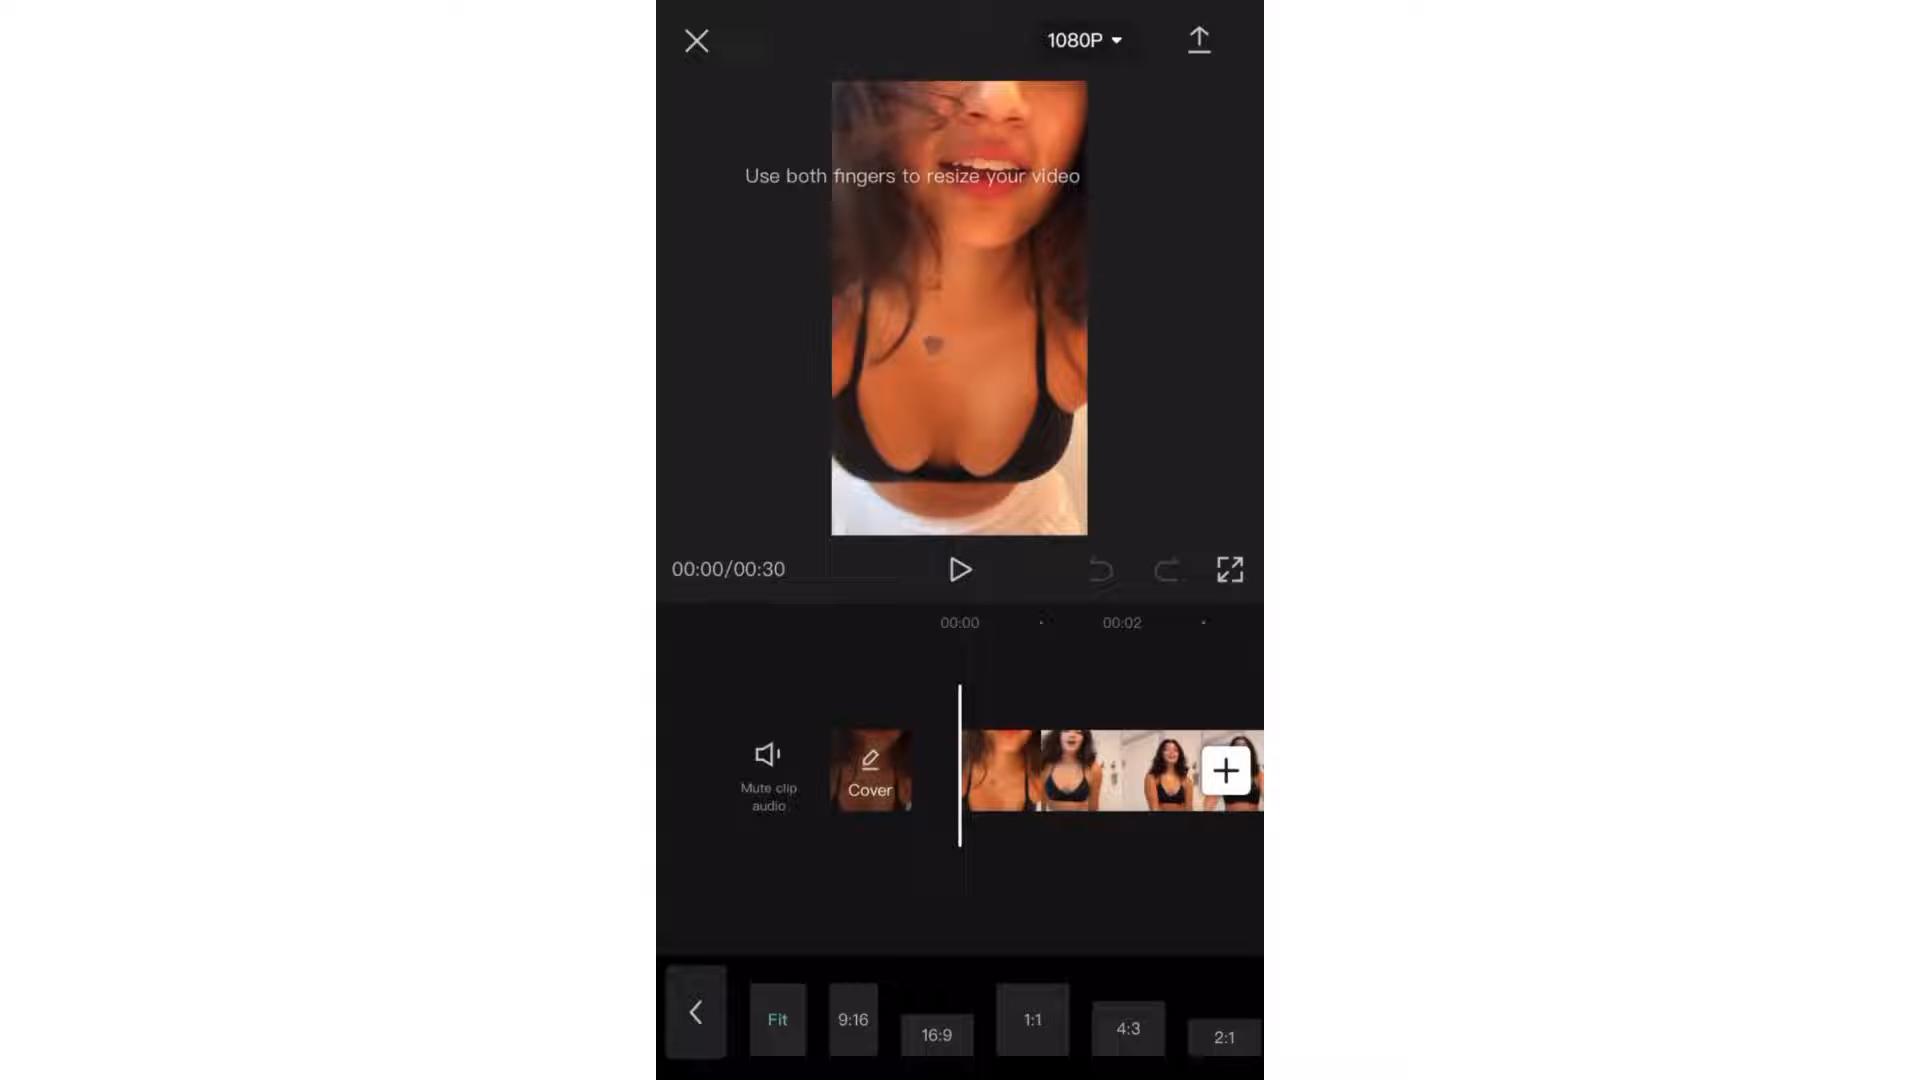 1080P
Use both fingers to resize your video
00:00/00:30
00:00
00:02
Mute clip
audio
Cover
Fit
9:16
16:9
1:1
4:3
2:1